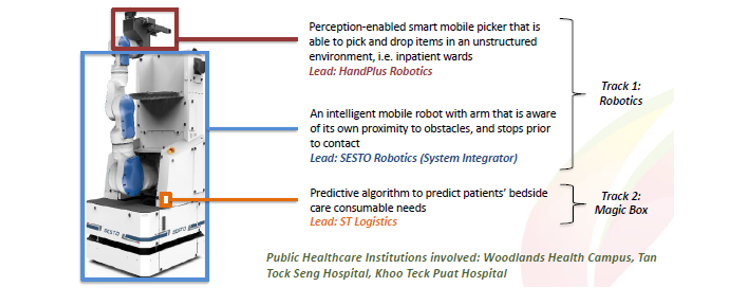 Perception-enabled smart mobile picker that is
able to pick and drop items in an unstructured
environment, i.e. inpatient wards
Lead: HandPlus Robotics
An intelligent mobile robot with arm that is aware
of its own proximity to obstacles, and stops prior
to contact
Lead: SESTO Robotics (System Integrator)
Track 1:
Robotics
Predictive algorithm to predict patients' bedside
care consumable needs
Lead: ST Logistics
Track 2:
Magic Box
SESTO
SESTO
Public Healthcare Institutions involved: Woodlands Health Campus, Tan
Tock Seng Hospital, Khoo Teck Puat Hospital